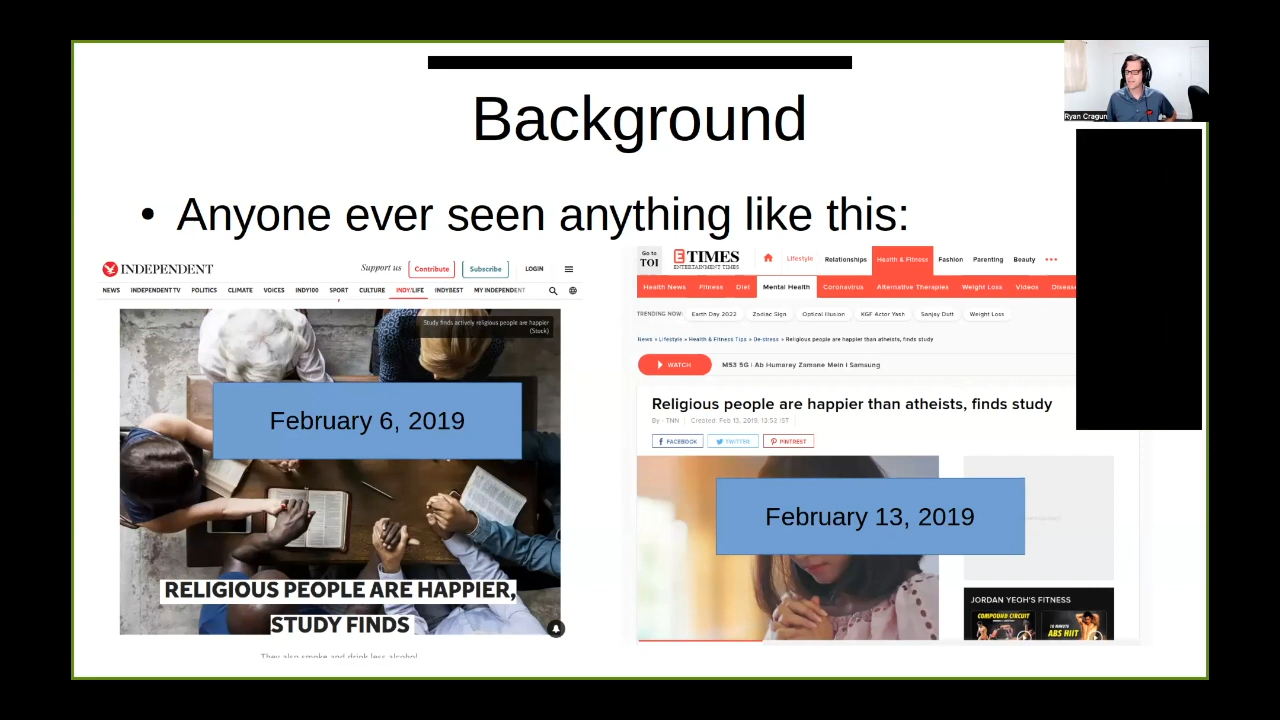 Background
Ryan Cragun
• Anyone ever seen anything like this:
INDEPENDENT
Support us
Contribute
Subscribe
LOGIN
NEWS INDEPENDENT TV POLITICS CLIMATE VOICES INDY100 SPORT CULTURE INDY/LIFE INDYBEST MY INDEPENDENT
Study finds actively religious people are happier
(Stock)
February 6, 2019
RELIGIOUS PEOPLE ARE HAPPIER,
STUDY FINDS
They also smoke and drink less alcohol
Go to
TOI
ETIMES
ENTERTAINMENT TIMES
Lifestyle Relationships Health & Fitness Fashion Parenting Beauty
Health News Fitness Diet Mental Health Coronavirus Alternative Therapies Weight Loss Videos Disease
TRENDING NOW: Earth Day 2022 Zodiac Sign Optical Illusion KGF Actor Yash Sanjay Dutt Weight Loss
News » Lifestyle » Health & Fitness Tips » De-stress » Religious people are happier than atheists, finds study
WATCH
M53 5G | Ab Humarey Zamane Mein | Samsung
Religious people are happier than atheists, finds study
By - TNN | Created: Feb 13, 2019, 13:52 IST
FACEBOOK TWITTER PINTREST
February 13, 2019
JORDAN YEOH'S FITNESS
COMPOUND CIRCUIT
10 MINUTE
ABS HIIT